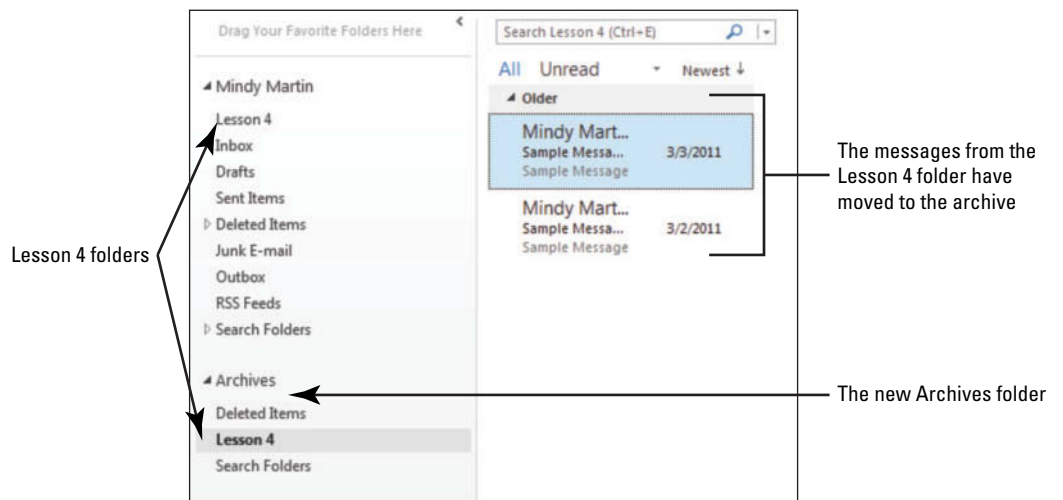 Drag Your Favorite Folders Here
Mindy Martin
Lesson 4
Inbox
Drafts
Sent Items
Deleted Items
Junk E-mail
Outbox
RSS Feeds
Search Folders
Archives
Deleted Items
Lesson 4
Search Folders
Search Lesson 4 (Ctrl+E)
All Unread Newest ↓
Older
Mindy Mart...
Sample Messa... 3/3/2011
Sample Message
Mindy Mart...
Sample Messa... 3/2/2011
Sample Message
Lesson 4 folders
The messages from the
Lesson 4 folder have
moved to the archive
The new Archives folder